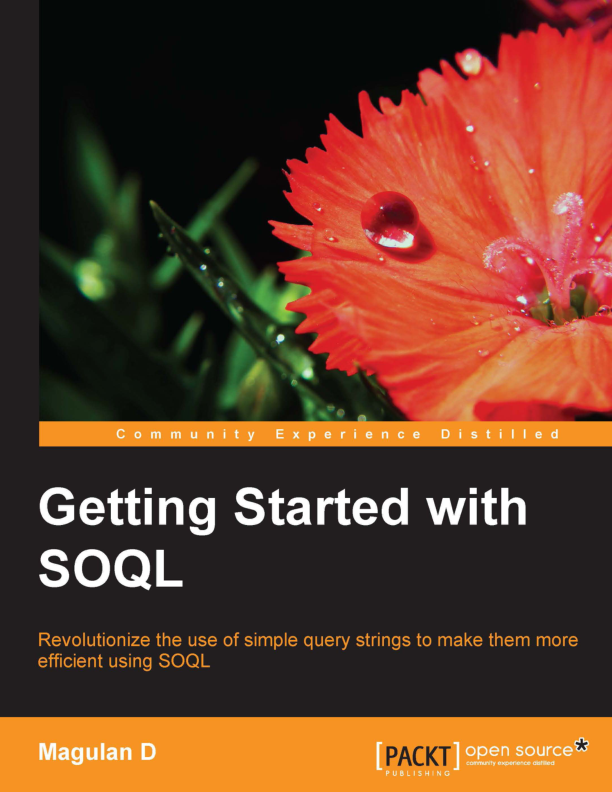 Community Experience Distilled
Getting Started with
SOQL
Revolutionize the use of simple query strings to make them more
efficient using SOQL
Magulan D
[PACKT] open source*
PUBLISHING community experience distilled